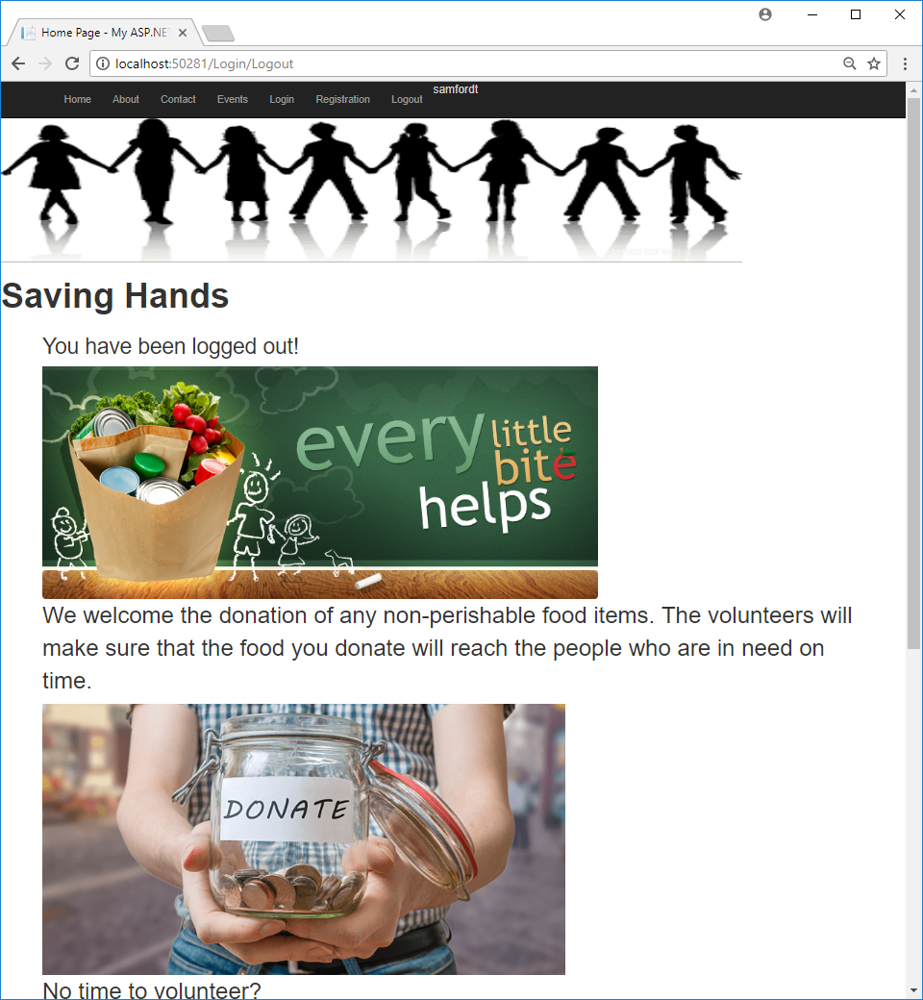 Home Page - My ASP.NE
localhost:50281/Login/Logout
Home About Contact Events Login Registration Logout samfordt
Saving Hands
You have been logged out!
every little
bite
helps
We welcome the donation of any non-perishable food items. The volunteers will
make sure that the food you donate will reach the people who are in need on
time.
DONATE
No time to volunteer?